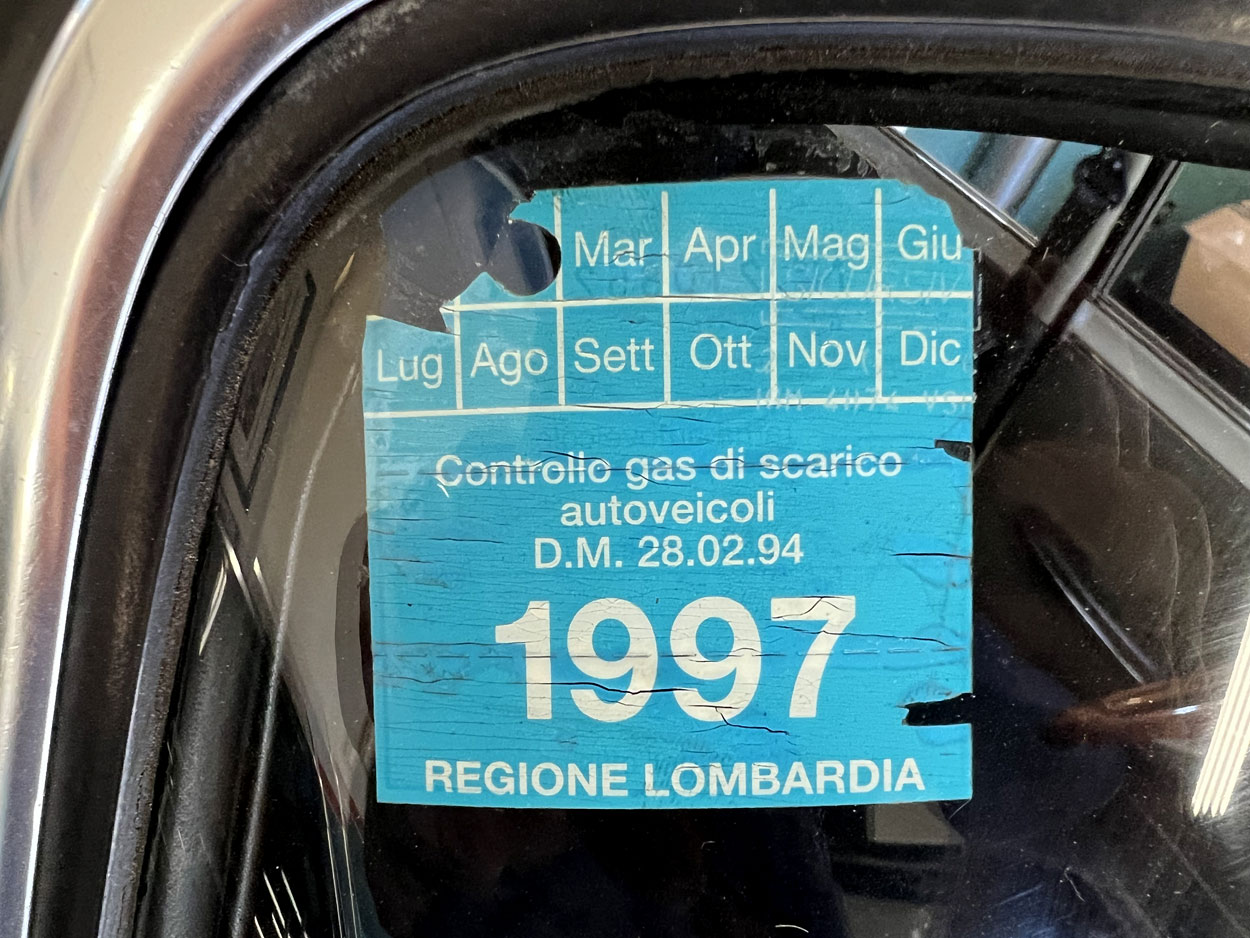 Mar Apr Mag Giu
Lug Ago Sett Ott Nov Dic
Controllo gas di scarico
autoveicoli
D.M. 28.02.94
1997
REGIONE LOMBARDIA